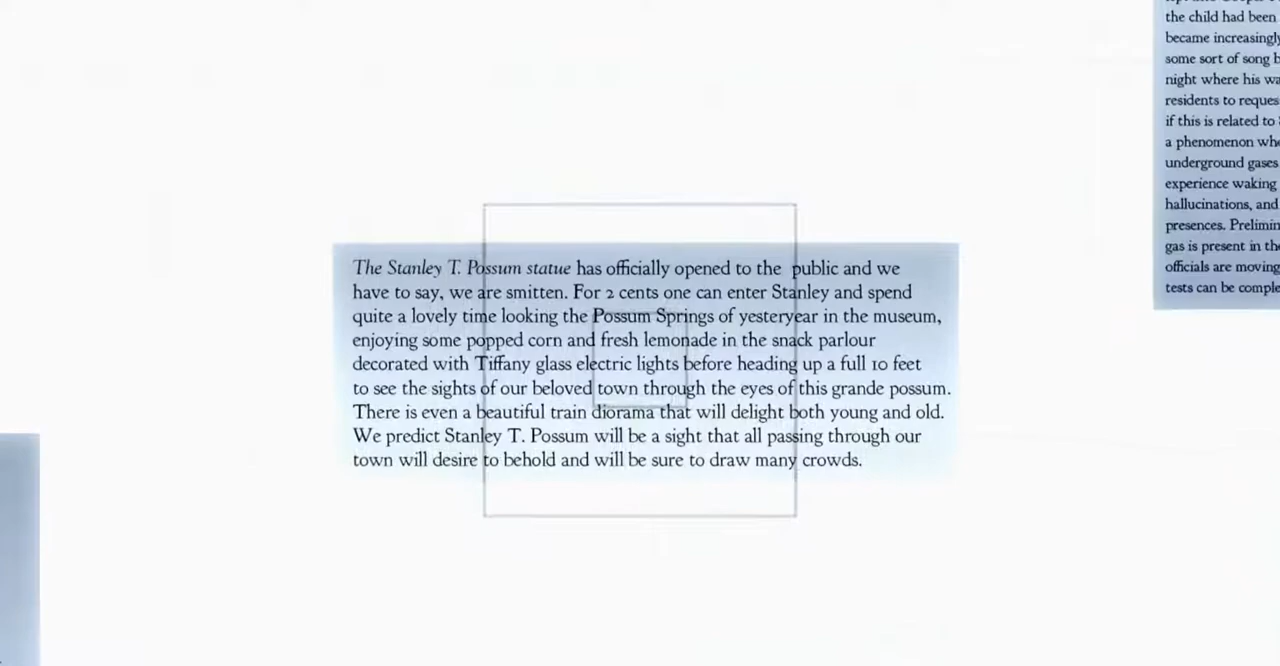 The Stanley T. Possum statue has officially opened to the public and we
have to say, we are smitten. For 2 cents one can enter Stanley and spend
quite a lovely time looking the Possum Springs of yesteryear in the museum,
enjoying some popped corn and fresh lemonade in the snack parlour
decorated with Tiffany glass electric lights before heading up a full 10 feet
to see the sights of our beloved town through the eyes of this grande possum.
There is even a beautiful train diorama that will delight both young and old.
We predict Stanley T. Possum will be a sight that all passing through our
town will desire to behold and will be sure to draw many crowds.
the child had been
became increasingly
some sort of song
night where his
residents to
if this is related to
a phenomenon
underground gases
experience waking
hallucinations, and
presences.
gas is present in
officials are moving
tests can be